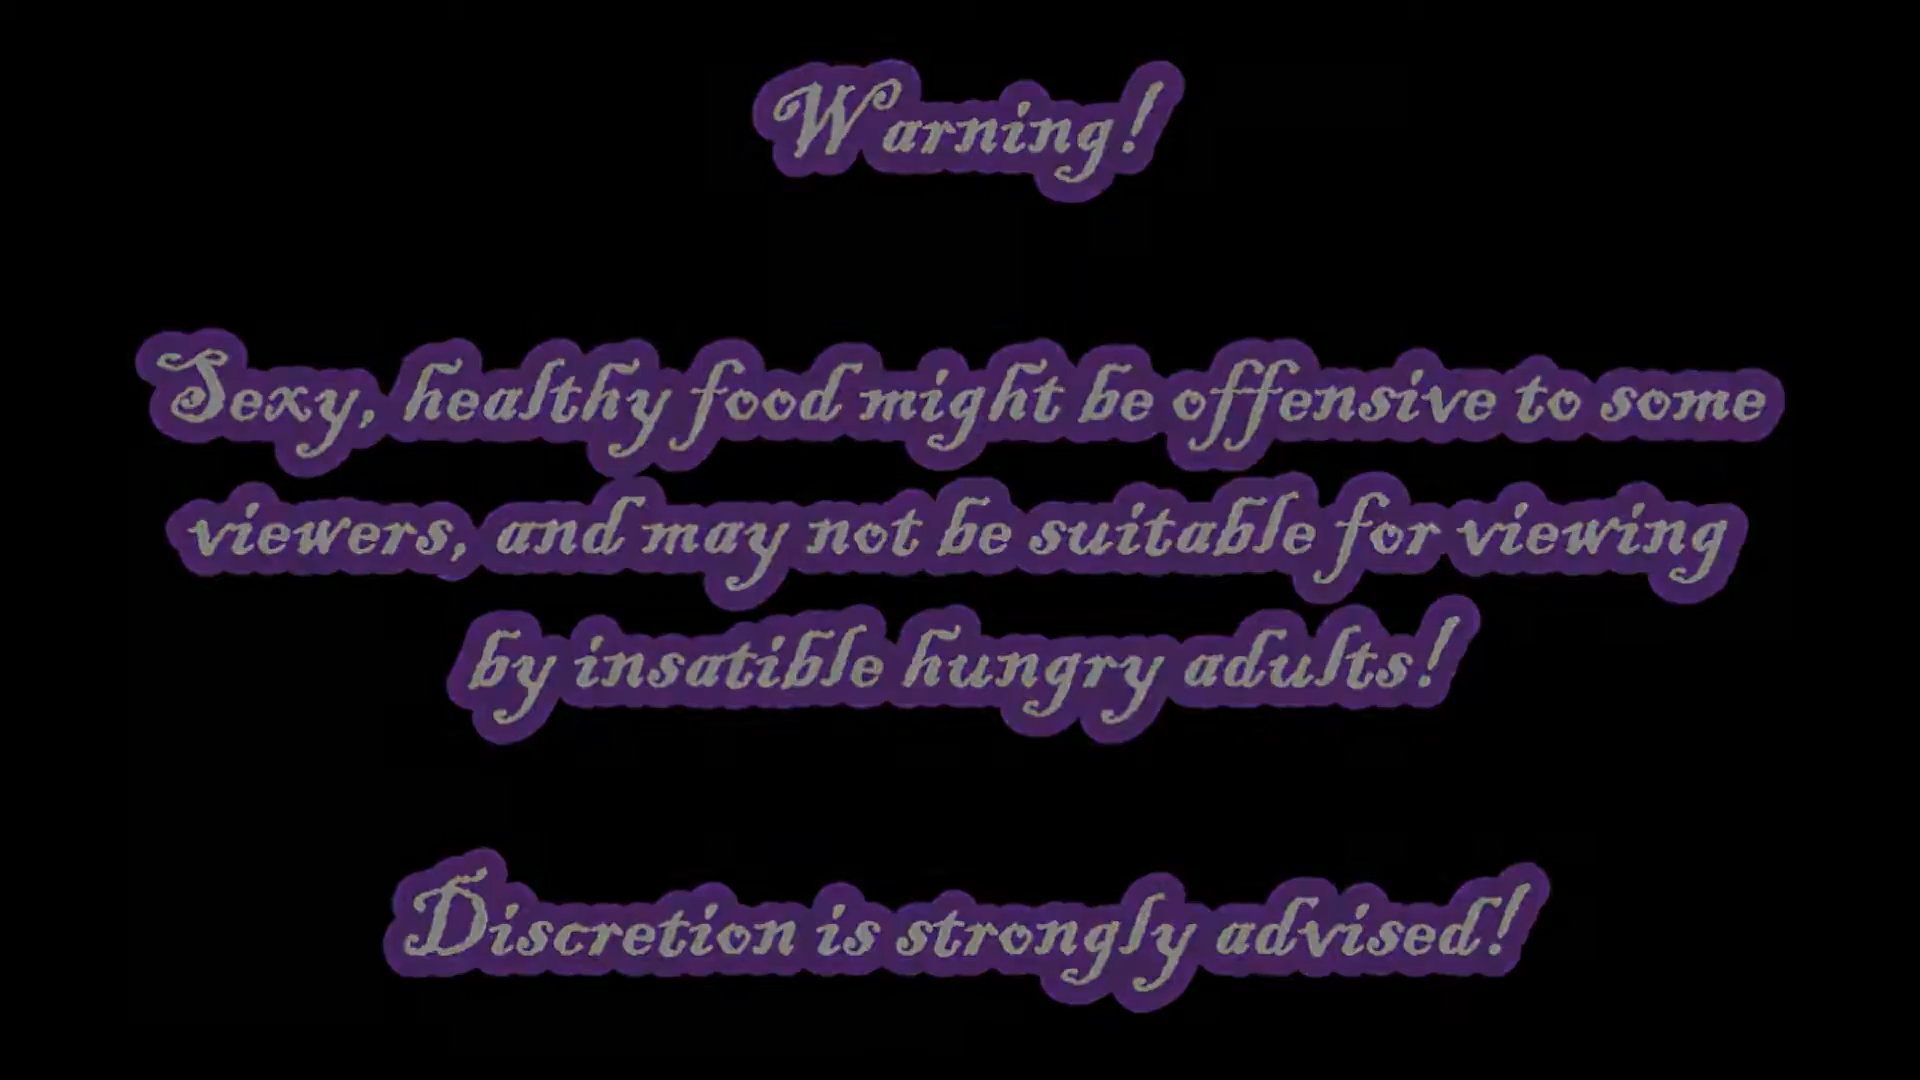 Warning!
Sexy, healthy food might be offensive to some
viewers, and may not be suitable for viewing
by insatible hungry adults!
Discretion is strongly advised!